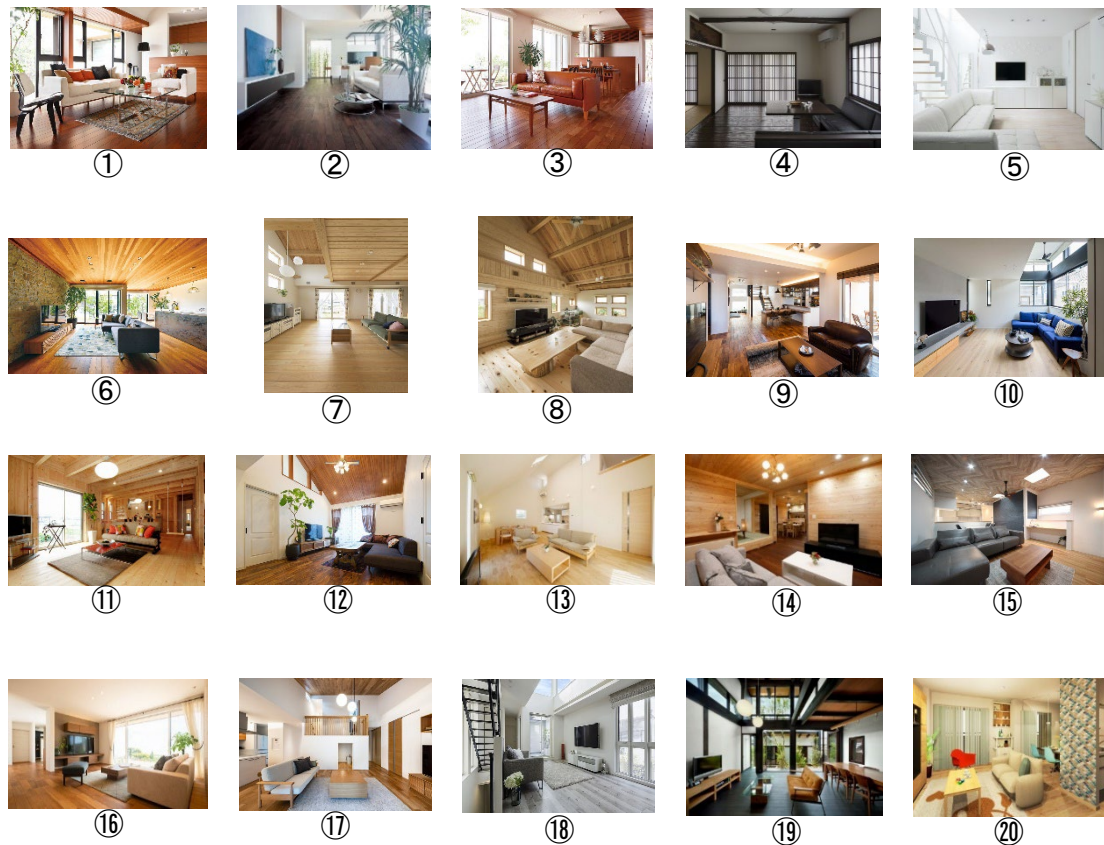 ① ② ③ ④ ⑤
⑥ ⑦ ⑧ ⑨ ⑩
⑪ ⑫ ⑬ ⑭ ⑮
⑯ ⑰ ⑱ ⑲ ⑳